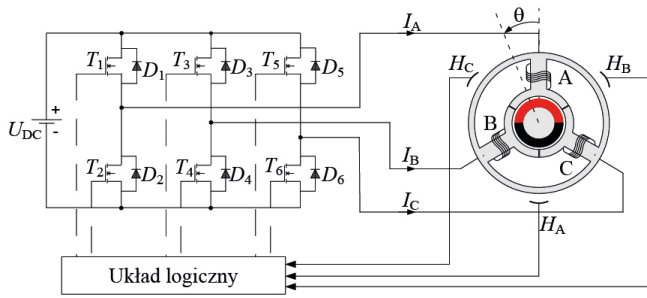 I_A
θ
T_1
D_1
T_3
D_3
T_5
D_5
H_C
H_B
A
+
U_DC
-
B
C
T_2
D_2
T_4
D_4
T_6
D_6
I_B
I_C
H_A
Układ logiczny